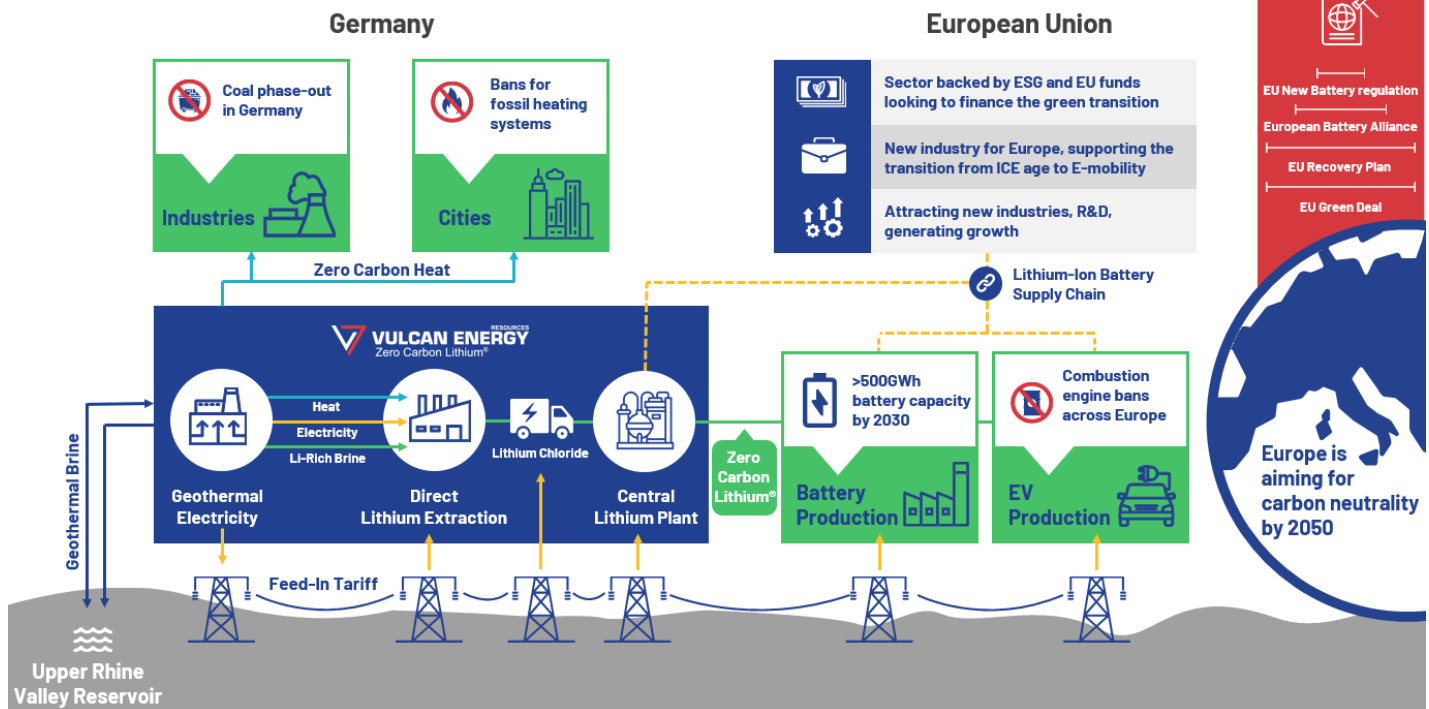 Germany
European Union
Coal phase-out
in Germany
Industries
Bans for
fossil heating
systems
Cities
Zero Carbon Heat
Sector backed by ESG and EU funds
looking to finance the green transition
New industry for Europe, supporting the
transition from ICE age to E-mobility
Attracting new industries, R&D,
generating growth
Lithium-Ion Battery
Supply Chain
EU New Battery regulation
European Battery Alliance
EU Recovery Plan
EU Green Deal
VULCAN ENERGY
RESOURCES
Zero Carbon Lithium®
Heat
Electricity
Li-Rich Brine
Lithium Chloride
Geothermal
Electricity
Direct
Lithium Extraction
Central
Lithium Plant
Zero
Carbon
Lithium®
>500GWh
battery capacity
by 2030
Battery
Production
Combustion
engine bans
across Europe
EV
Production
Europe is
aiming for
carbon neutrality
by 2050
Geothermal Brine
Feed-In Tariff
Upper Rhine
Valley Reservoir